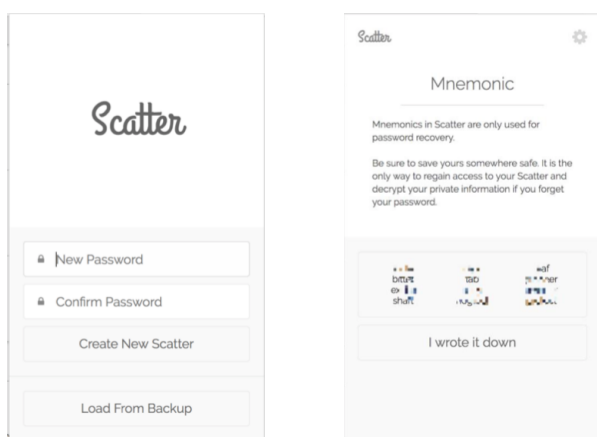 Scatter
New Password
Confirm Password
Create New Scatter
Load From Backup
Scatter
Mnemonic
Mnemonics in Scatter are only used for
password recovery.
Be sure to save yours somewhere safe. It is the
only way to regain access to your Scatter and
decrypt your private information if you forget
your password.
shaft
I wrote it down